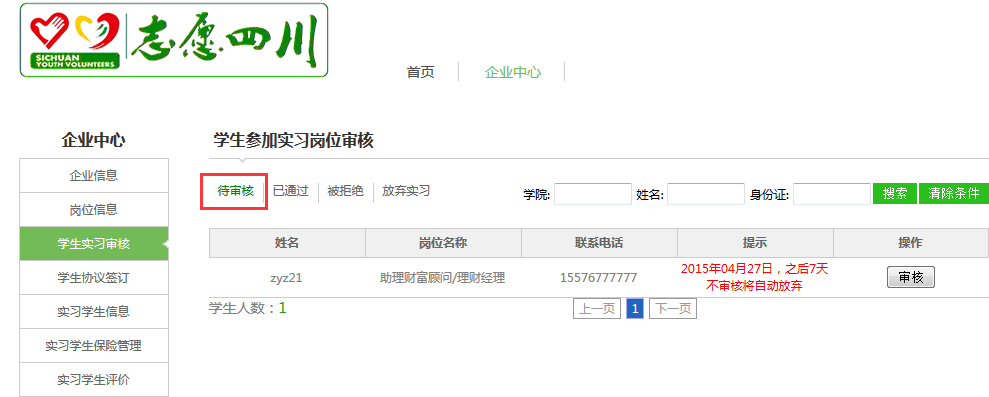 志愿四川
SICHUAN
YOUTH VOLUNTEERS
首页 企业中心
企业中心
企业信息
岗位信息
学生实习审核
学生协议签订
实习学生信息
实习学生保险管理
实习学生评价
学生参加实习岗位审核
待审核 已通过 被拒绝 放弃实习
学院: 姓名: 身份证: 搜索 清除条件
姓名 岗位名称 联系电话 提示 操作
zyz21 助理财富顾问/理财经理 15576777777 2015年04月27日，之后7天
不审核将自动放弃
审核
学生人数：1 上一页 1 下一页